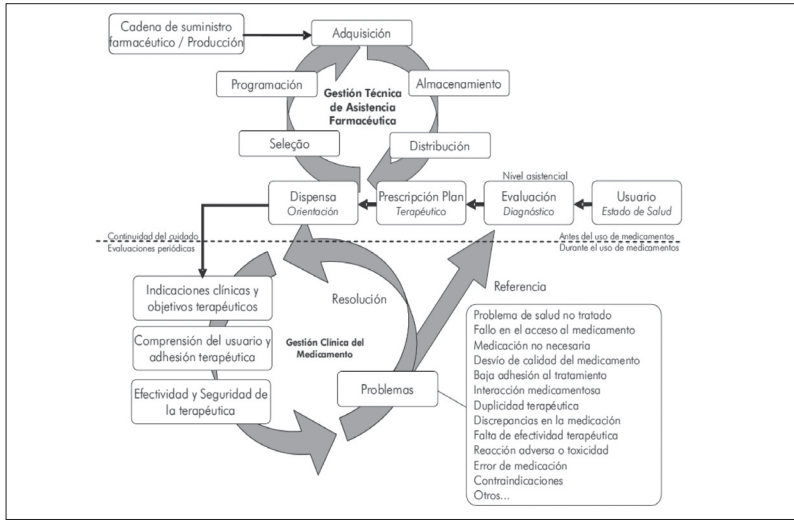 Cadena de suministro
farmacéutico / Producción
Adquisición
Programación
Almacenamiento
Gestión Técnica
de Asistencia
Farmacéutica
Seleção
Distribución
Nivel asistencial
Dispensa
Orientación
Prescripción Plan
Terapéutico
Evaluación
Diagnóstico
Usuario
Estado de Salud
Continuidad del cuidado
Evaluaciones periódicas
Antes del uso de medicamentos
Durante el uso de medicamentos
Indicaciones clínicas y
objetivos terapéuticos
Resolución
Referencia
Comprensión del usuario y
adhesión terapéutica
Gestión Clínica del
Medicamento
Efectividad y Seguridad de
la terapéutica
Problemas
Problema de salud no tratado
Fallo en el acceso al medicamento
Medicación no necesaria
Desvío de calidad del medicamento
Baja adhesión al tratamiento
Interacción medicamentosa
Duplicidad terapéutica
Discrepancias en la medicación
Falta de efectividad terapéutica
Reacción adversa o toxicidad
Error de medicación
Contraindicaciones
Otros...